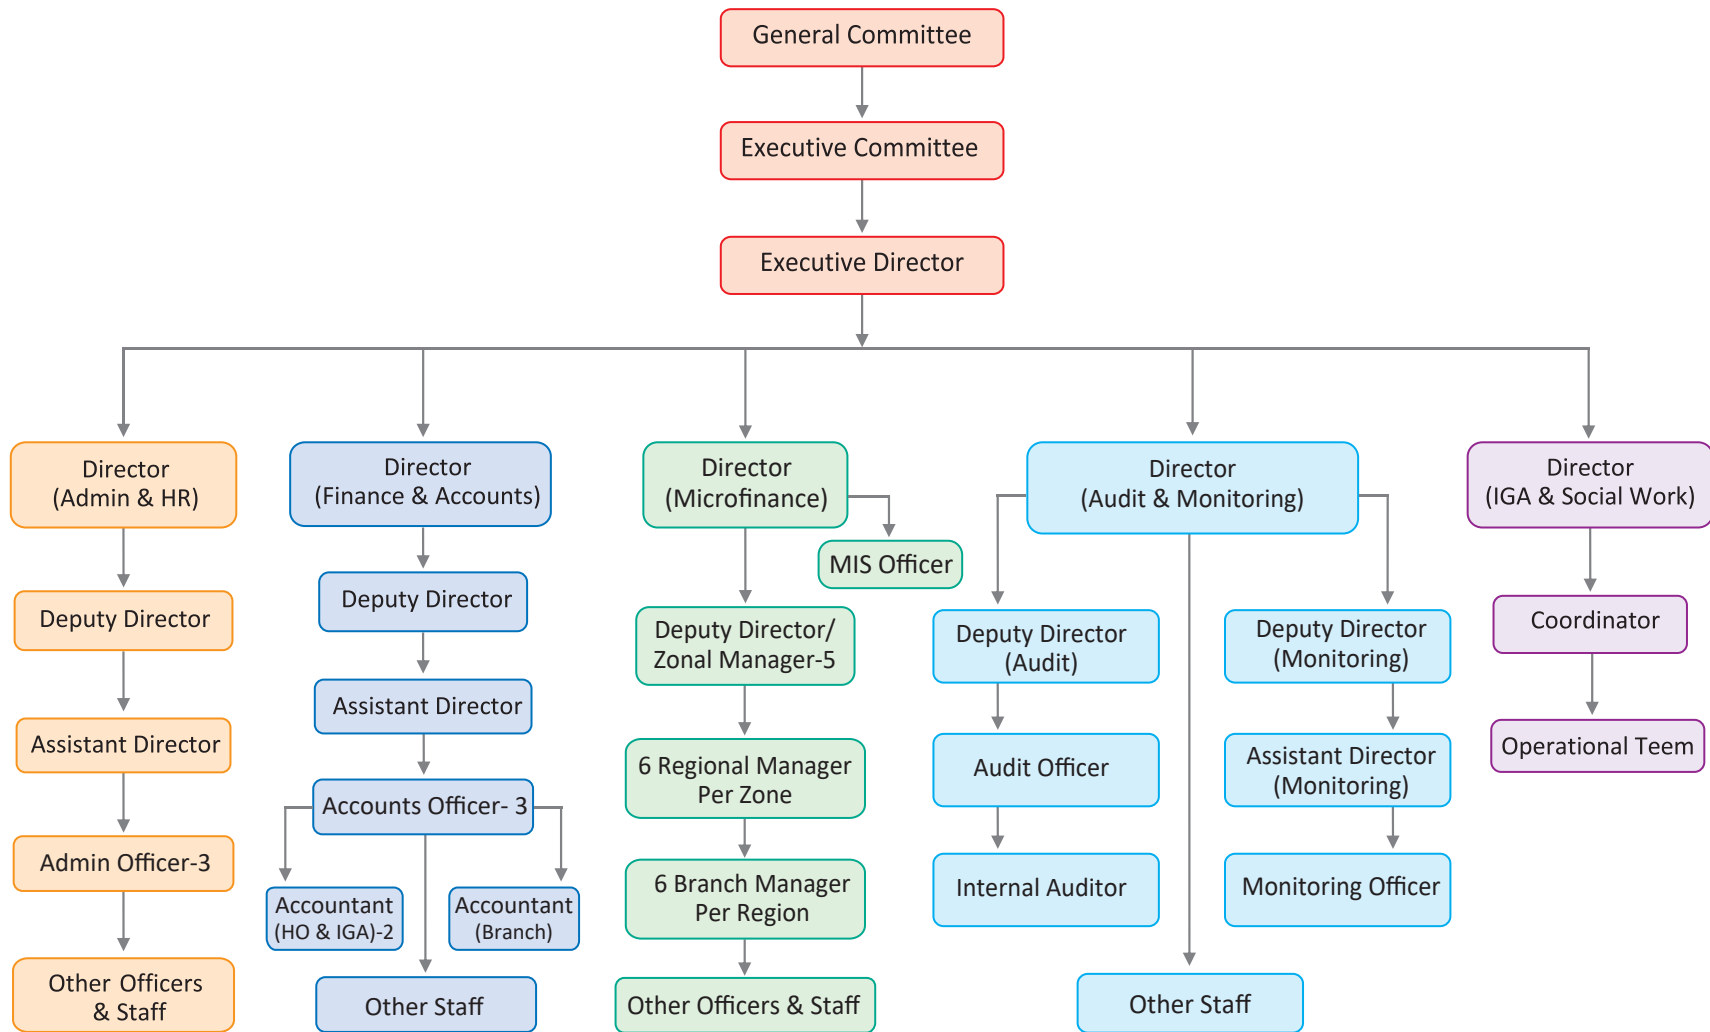 General Committee
Executive Committee
Executive Director
Director
(Admin & HR)
Deputy Director
Assistant Director
Admin Officer-3
Other Officers
& Staff
Director
(Finance & Accounts)
Deputy Director
Assistant Director
Accounts Officer- 3
Accountant
(HO & IGA)-2
Accountant
(Branch)
Other Staff
Director
(Microfinance)
MIS Officer
Deputy Director/
Zonal Manager-5
6 Regional Manager
Per Zone
6 Branch Manager
Per Region
Other Officers & Staff
Director
(Audit & Monitoring)
Deputy Director
(Audit)
Audit Officer
Internal Auditor
Deputy Director
(Monitoring)
Assistant Director
(Monitoring)
Monitoring Officer
Other Staff
Director
(IGA & Social Work)
Coordinator
Operational Teem